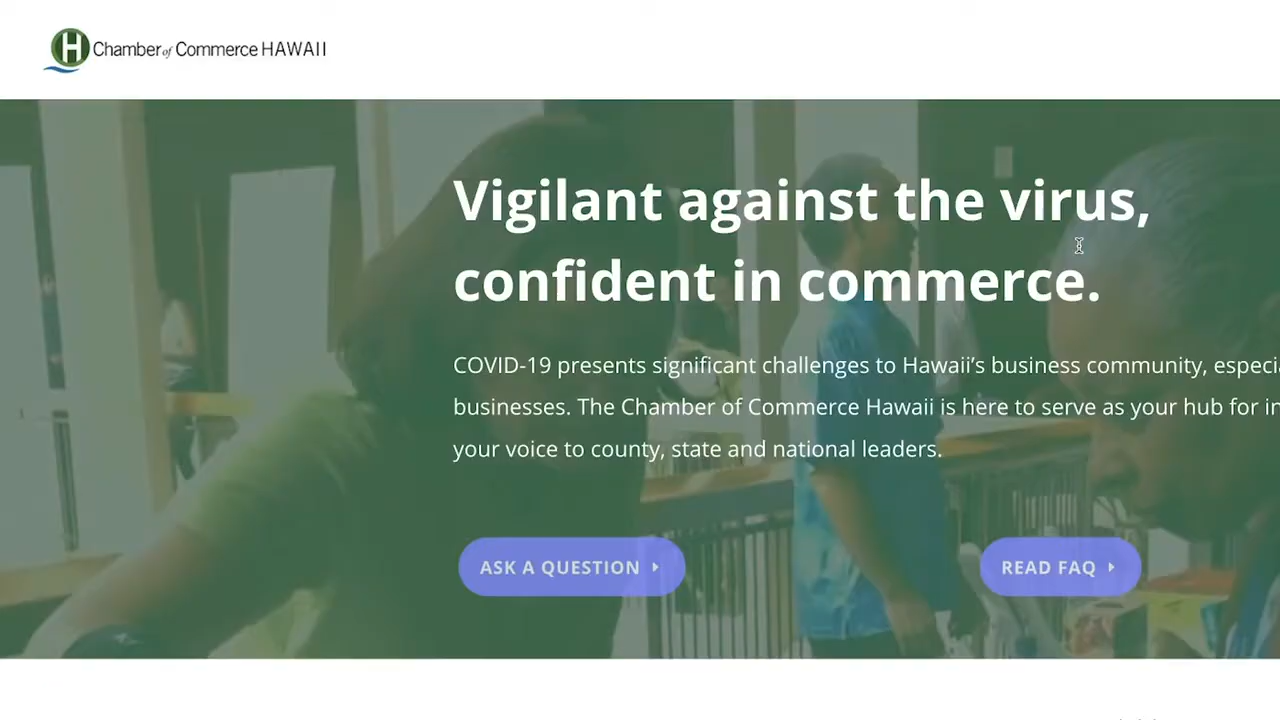 H Chamber of Commerce HAWAII
Vigilant against the virus,
confident in commerce.
COVID-19 presents significant challenges to Hawaii’s business community,
businesses. The Chamber of Commerce Hawaii is here to serve as your hub for
your voice to county, state and national leaders.
ASK A QUESTION
READ FAQ